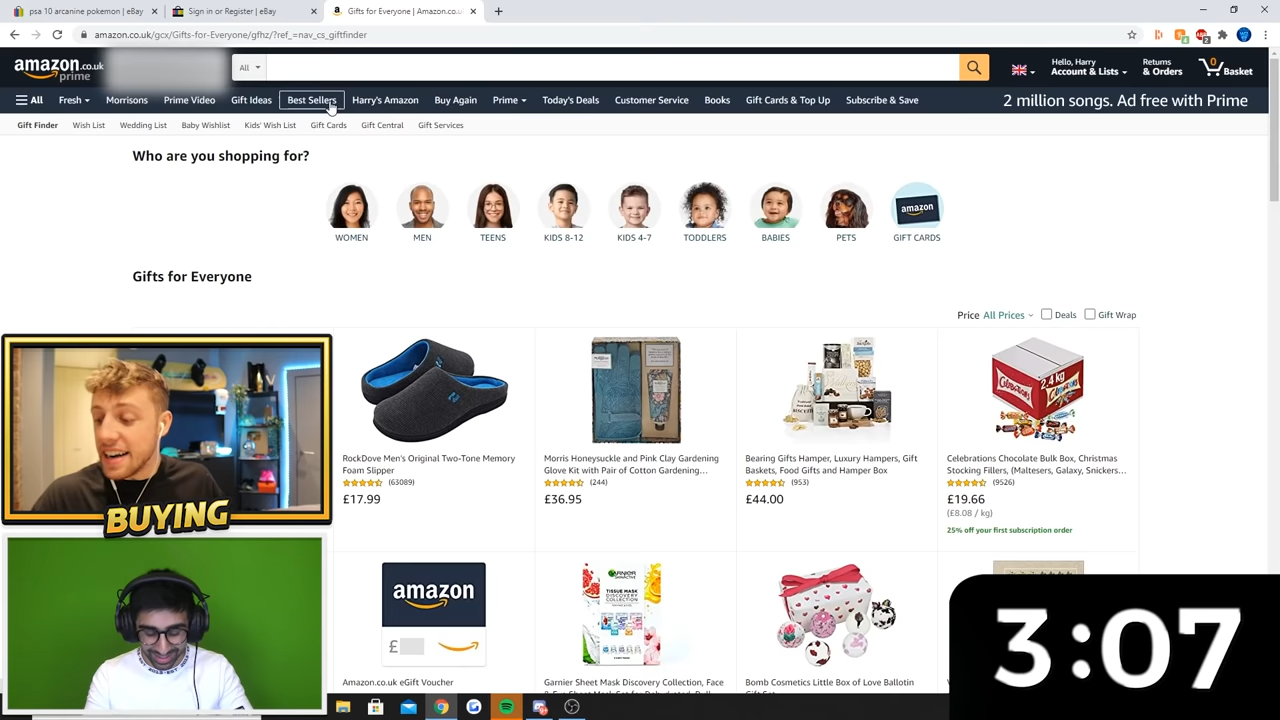 psa 10 arcanine pokemon | eBay
Sign in or Register | eBay
Gifts for Everyone | Amazon.co.u
amazon.co.uk/gcx/Gifts-for-Everyone/gfhz/?ref_=nav_cs_giftfinder
amazon.co.uk
prime
All
Hello, Harry
Account & Lists
Returns
& Orders
0
Basket
All
Fresh
Morrisons
Prime Video
Gift Ideas
Best Sellers
Harry's Amazon
Buy Again
Prime
Today's Deals
Customer Service
Books
Gift Cards & Top Up
Subscribe & Save
2 million songs. Ad free with Prime
Gift Finder
Wish List
Wedding List
Baby Wishlist
Kids' Wish List
Gift Cards
Gift Central
Gift Services
Who are you shopping for?
amazon
WOMEN
MEN
TEENS
KIDS 8-12
KIDS 4-7
TODDLERS
BABIES
PETS
GIFT CARDS
Gifts for Everyone
Price All Prices
Deals
Gift Wrap
2.4 kg
Celebrations
RockDove Men's Original Two-Tone Memory
Foam Slipper
(63089)
£17.99
Morris Honeysuckle and Pink Clay Gardening
Glove Kit with Pair of Cotton Gardening…
(244)
£36.95
Bearing Gifts Hamper, Luxury Hampers, Gift
Baskets, Food Gifts and Hamper Box
(953)
£44.00
Celebrations Chocolate Bulk Box, Christmas
Stocking Fillers, (Maltesers, Galaxy, Snickers…
(9526)
£19.66
(£8.08 / kg)
25% off your first subscription order
BUYING
amazon
£
GARNIER
TISSUE MASK
DISCOVERY
COLLECTION
Amazon.co.uk eGift Voucher
Garnier Sheet Mask Discovery Collection, Face
Bomb Cosmetics Little Box of Love Ballotin
3:07